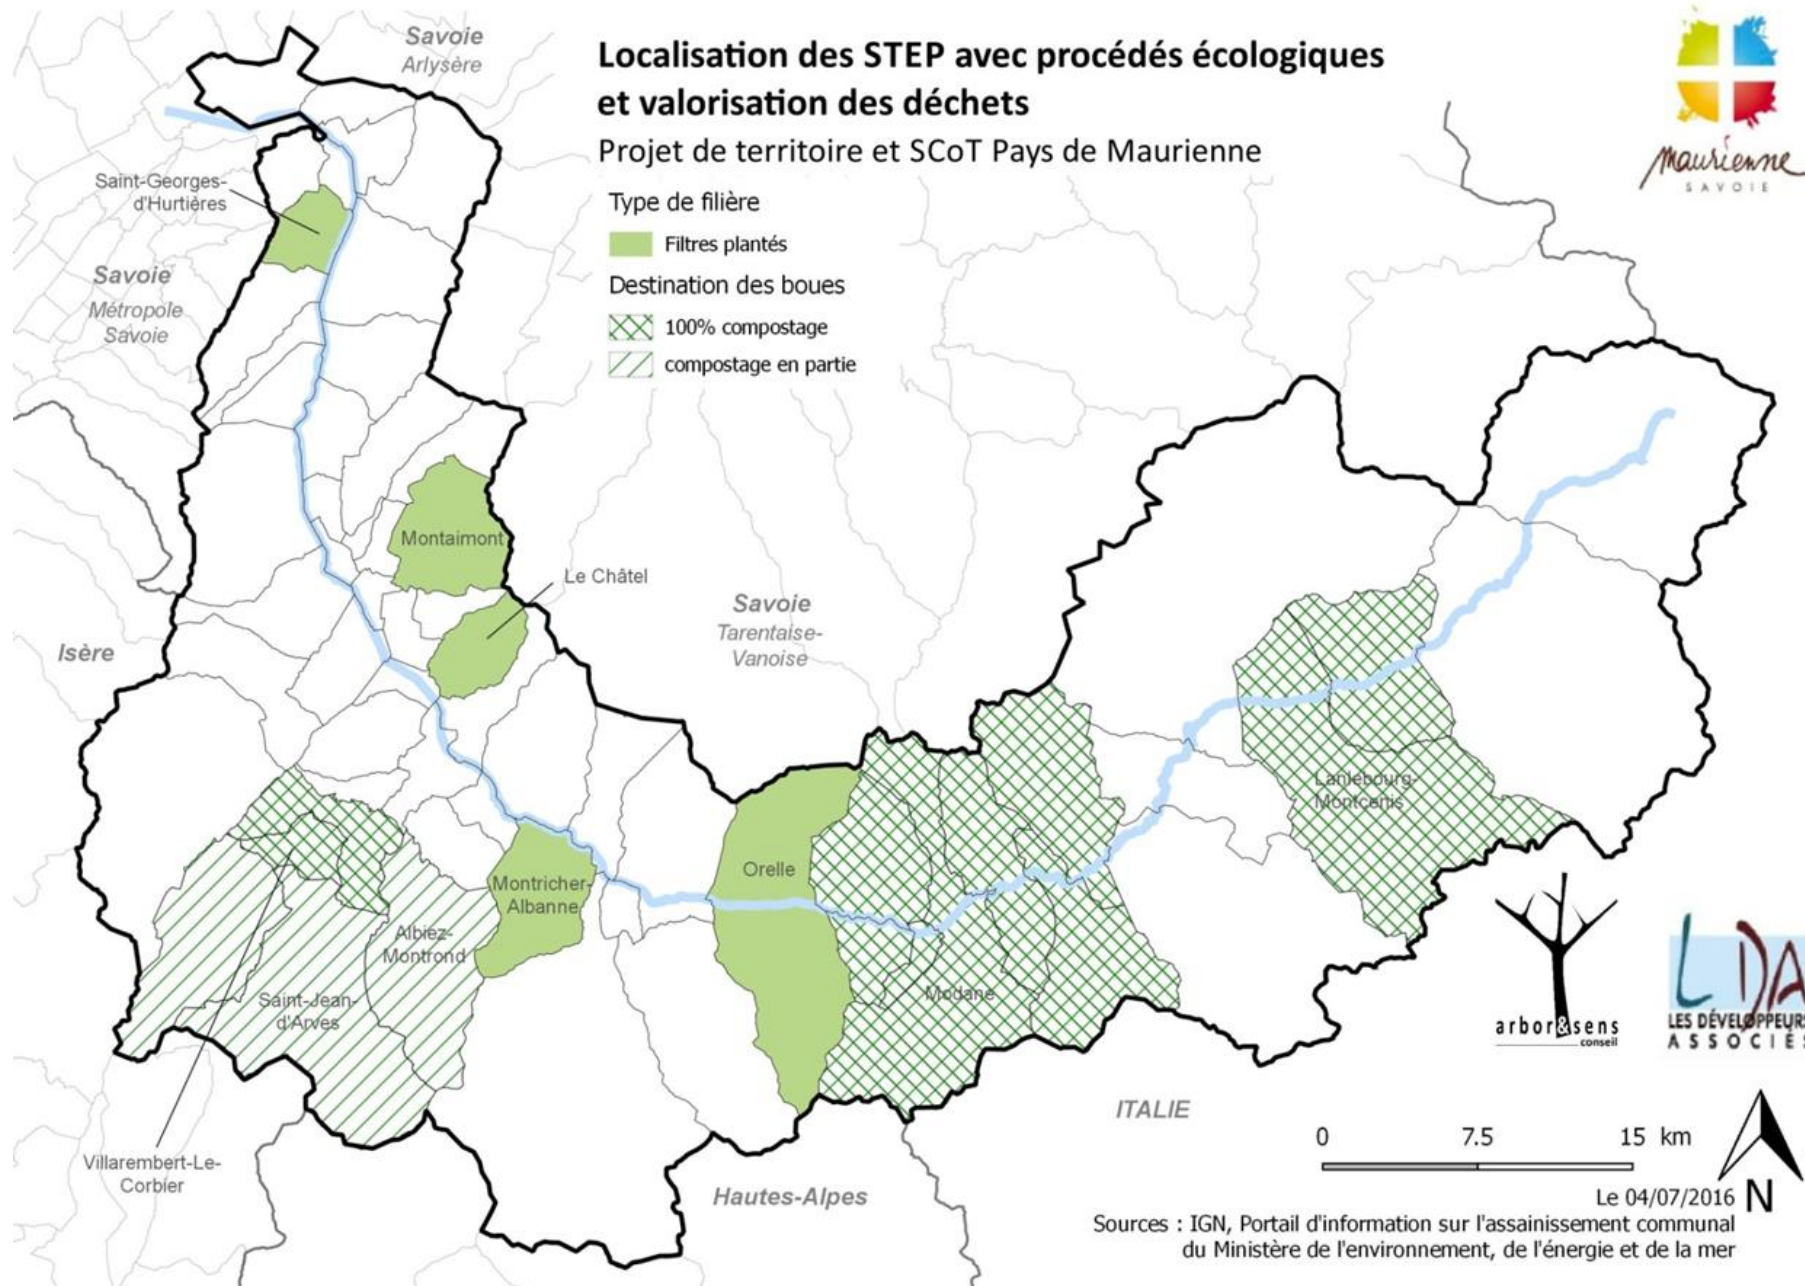 Localisation des STEP avec procédés écologiques
et valorisation des déchets
Projet de territoire et SCoT Pays de Maurienne
Type de filière
Filtres plantés
Destination des boues
100% compostage
compostage en partie
maurienne
SAVOIE
Savoie
Arlysère
Saint-Georges-
d'Hurtières
Savoie
Métropole
Savoie
Montaimont
Le Châtel
Isère
Savoie
Tarentaise-
Vanoise
Lanlebourg-
Montcenis
Orelle
Montricher-
Albanne
Albiez-
Montrond
Saint-Jean-
d'Arves
Modane
Villarembert-Le-
Corbier
Hautes-Alpes
ITALIE
arbor&sens
conseil
LDA
LES DÉVELOPPEURS
ASSOCIÉS
0 7.5 15 km
N
Le 04/07/2016
Sources : IGN, Portail d'information sur l'assainissement communal
du Ministère de l'environnement, de l'énergie et de la mer